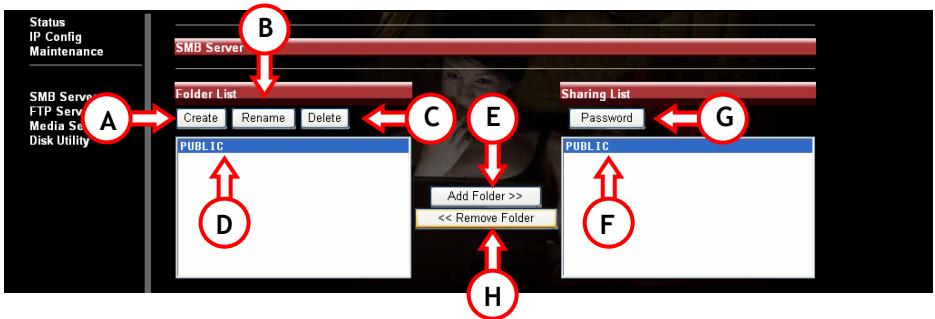 Status
IP Config
Maintenance
B
SMB Server
SMB Serve
FTP Serv
Media Se
Disk Utility
A
Folder List
Create Rename Delete
C
E
Sharing List
Password
G
PUBLIC
PUBLIC
D
Add Folder >>
<< Remove Folder
F
H